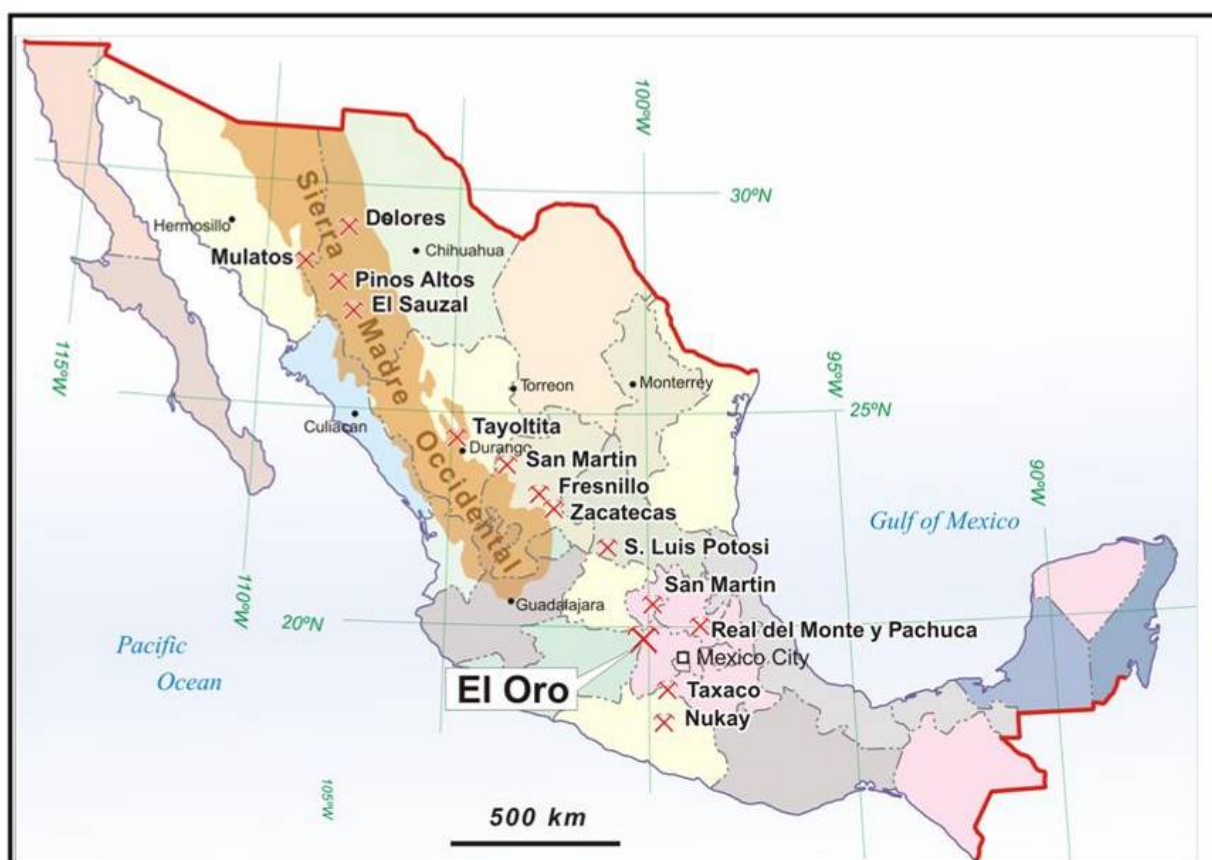 100ºW
30ºN
Sierra
Madre
Occidental
Dolores
Hermosillo
Chihuahua
Mulatos
Pinos Altos
El Sauzal
115ºW
95ºW
Torreon
Monterrey
25ºN
Culiacan
Tayoltita
Durango
San Martin
Fresnillo
Zacatecas
90ºW
Gulf of Mexico
S. Luis Potosi
110ºW
San Martin
Guadalajara
20ºN
Real del Monte y Pachuca
Pacific
Ocean
Mexico City
El Oro
Taxaco
Nukay
105ºW
500 km